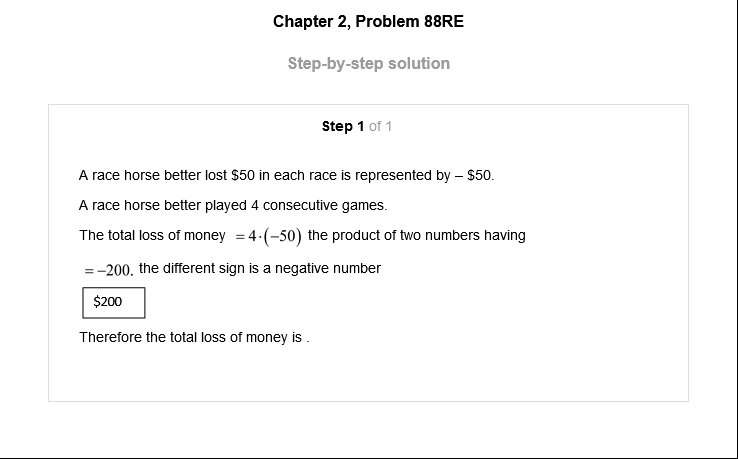 Chapter 2, Problem 88RE
Step-by-step solution
Step 1 of 1
A race horse better lost $50 in each race is represented by – $50.
A race horse better played 4 consecutive games.
The total loss of money =4·(−50) the product of two numbers having
=−200. the different sign is a negative number
$200
Therefore the total loss of money is .